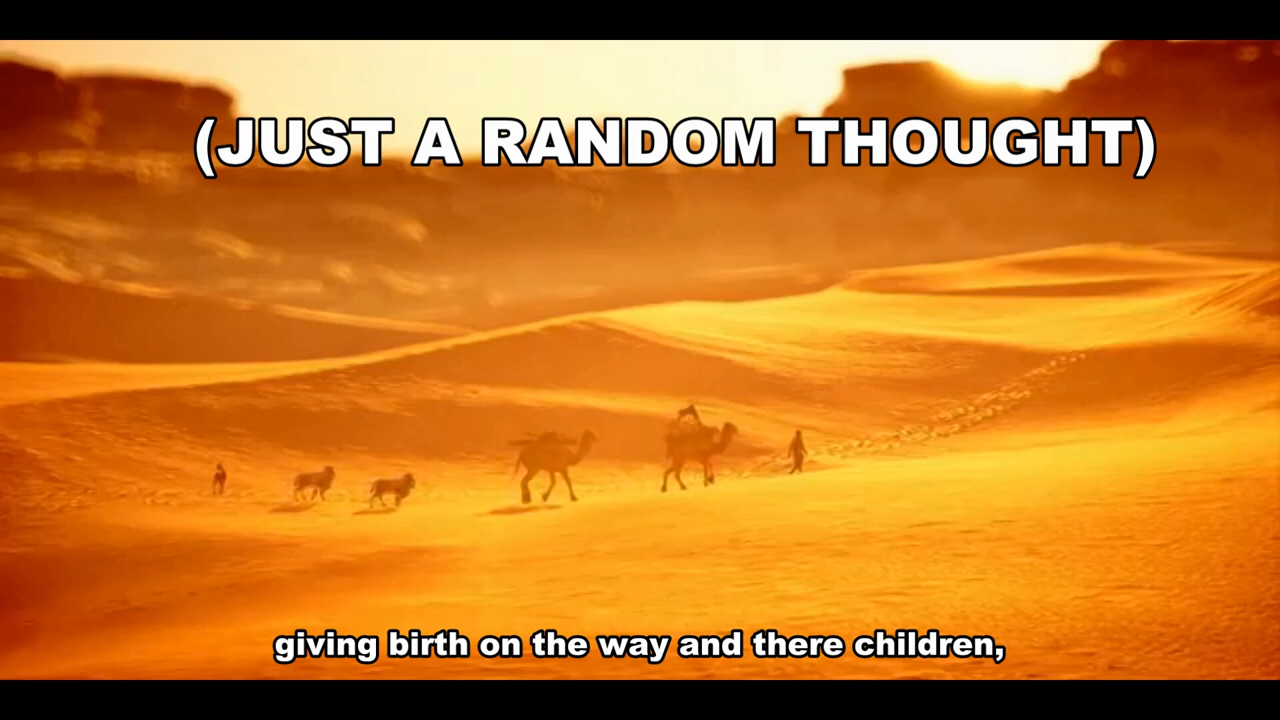 (JUST A RANDOM THOUGHT)
giving birth on the way and there children,